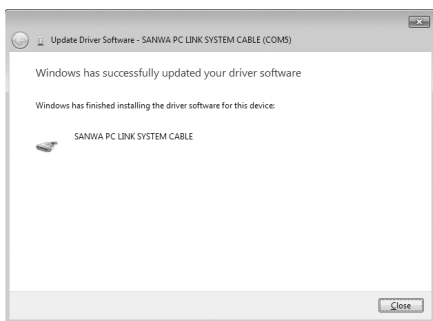 Update Driver Software - SANWA PC LINK SYSTEM CABLE (COM5)
Windows has successfully updated your driver software
Windows has finished installing the driver software for this device:
SANWA PC LINK SYSTEM CABLE
Close